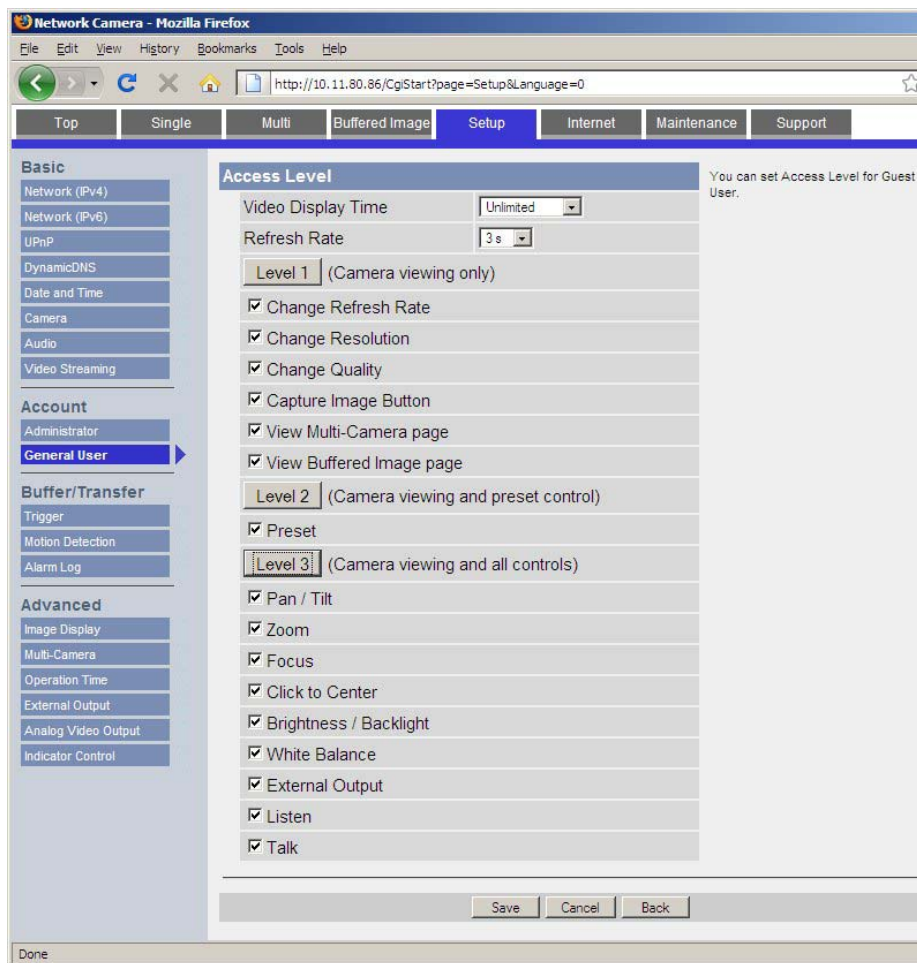 Network Camera - Mozilla Firefox
File Edit View History Bookmarks Tools Help
http://10.11.80.86/CgiStart?page=Setup&Language=0
Top Single Multi Buffered Image Setup Internet Maintenance Support
Basic
Network (IPv4)
Network (IPv6)
UPnP
DynamicDNS
Date and Time
Camera
Audio
Video Streaming
Account
Administrator
General User
Buffer/Transfer
Trigger
Motion Detection
Alarm Log
Advanced
Image Display
Multi-Camera
Operation Time
External Output
Analog Video Output
Indicator Control
Access Level
Video Display Time Unlimited
Refresh Rate 3 s
Level 1 (Camera viewing only)
Change Refresh Rate
Change Resolution
Change Quality
Capture Image Button
View Multi-Camera page
View Buffered Image page
Level 2 (Camera viewing and preset control)
Preset
Level 3 (Camera viewing and all controls)
Pan / Tilt
Zoom
Focus
Click to Center
Brightness / Backlight
White Balance
External Output
Listen
Talk
Save Cancel Back
You can set Access Level for Guest
User.
Done